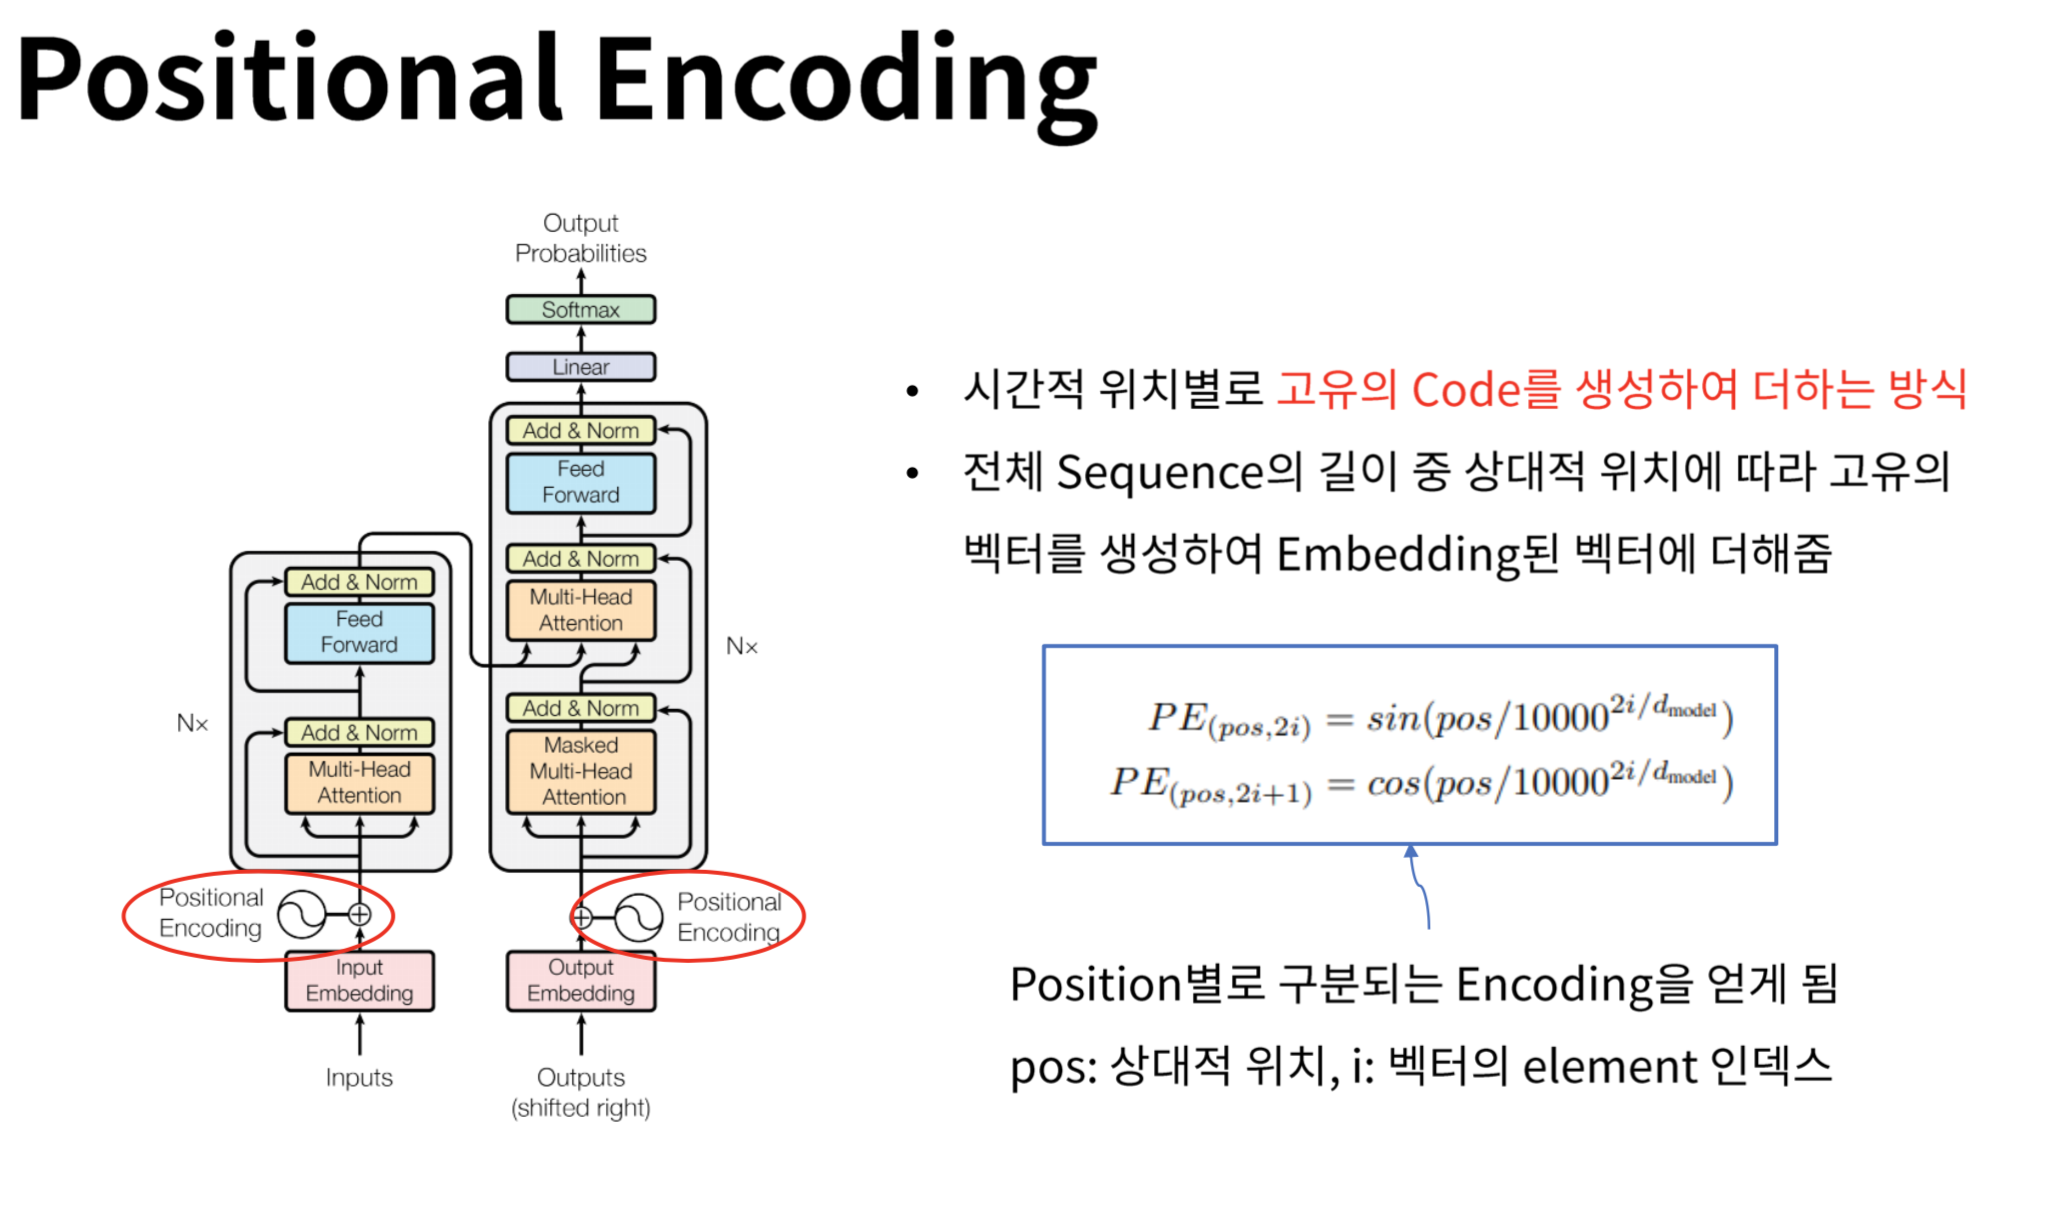 Positional Encoding
Output
Probabilities
Softmax
Linear
Add & Norm
Feed
Forward
Add & Norm
Multi-Head
Attention
Add & Norm
Masked
Multi-Head
Attention
Nx
Add & Norm
Feed
Forward
Add & Norm
Multi-Head
Attention
Nx
Positional
Encoding
Positional
Encoding
Input
Embedding
Output
Embedding
Inputs
Outputs
(shifted right)
• 시간적 위치별로 고유의 Code를 생성하여 더하는 방식
• 전체 Sequence의 길이 중 상대적 위치에 따라 고유의
벡터를 생성하여 Embedding된 벡터에 더해줌
PE(pos,2i) = sin(pos/10000^2i/d_model)
PE(pos,2i+1) = cos(pos/10000^2i/d_model)
Position별로 구분되는 Encoding을 얻게 됨
pos: 상대적 위치, i: 벡터의 element 인덱스